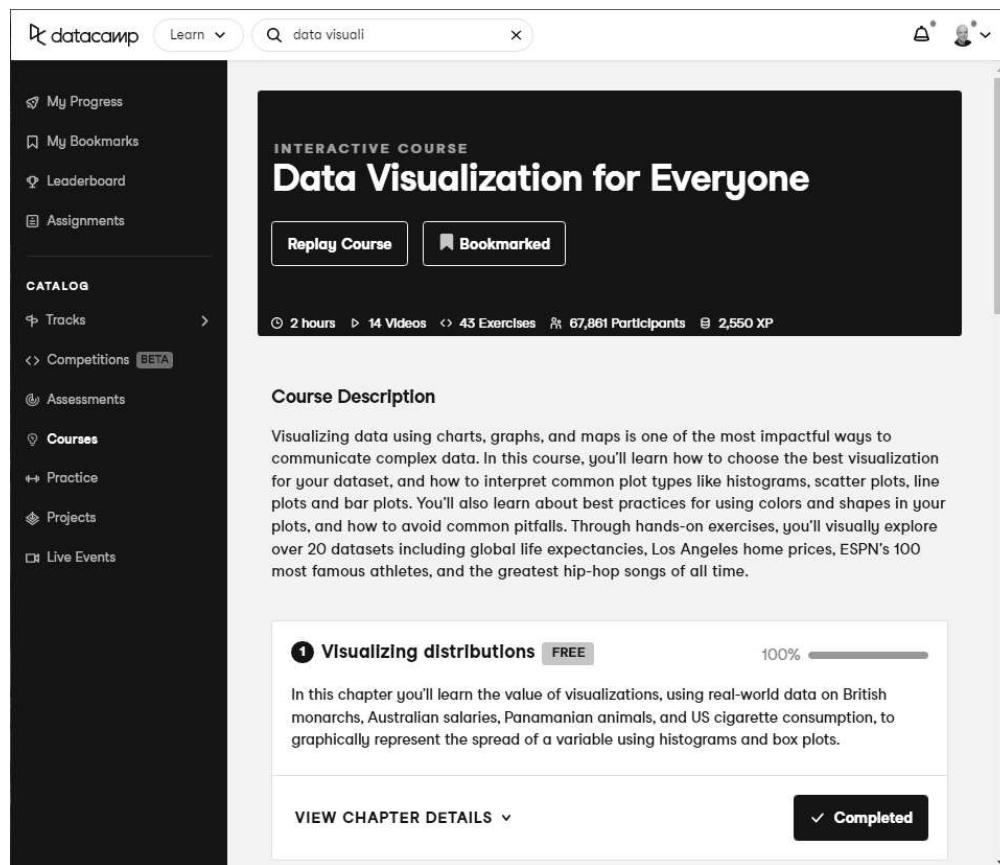 datacamp
Learn
data visuali
My Progress
My Bookmarks
Leaderboard
Assignments
CATALOG
Tracks
Competitions BETA
Assessments
Courses
Practice
Projects
Live Events
INTERACTIVE COURSE
Data Visualization for Everyone
Replay Course
Bookmarked
2 hours 14 Videos <> 43 Exercises 67,861 Participants 2,550 XP
Course Description
Visualizing data using charts, graphs, and maps is one of the most impactful ways to
communicate complex data. In this course, you'll learn how to choose the best visualization
for your dataset, and how to interpret common plot types like histograms, scatter plots, line
plots and bar plots. You'll also learn about best practices for using colors and shapes in your
plots, and how to avoid common pitfalls. Through hands-on exercises, you'll visually explore
over 20 datasets including global life expectancies, Los Angeles home prices, ESPN's 100
most famous athletes, and the greatest hip-hop songs of all time.
1 Visualizing distributions FREE 100%
In this chapter you'll learn the value of visualizations, using real-world data on British
monarchs, Australian salaries, Panamanian animals, and US cigarette consumption, to
graphically represent the spread of a variable using histograms and box plots.
VIEW CHAPTER DETAILS
Completed